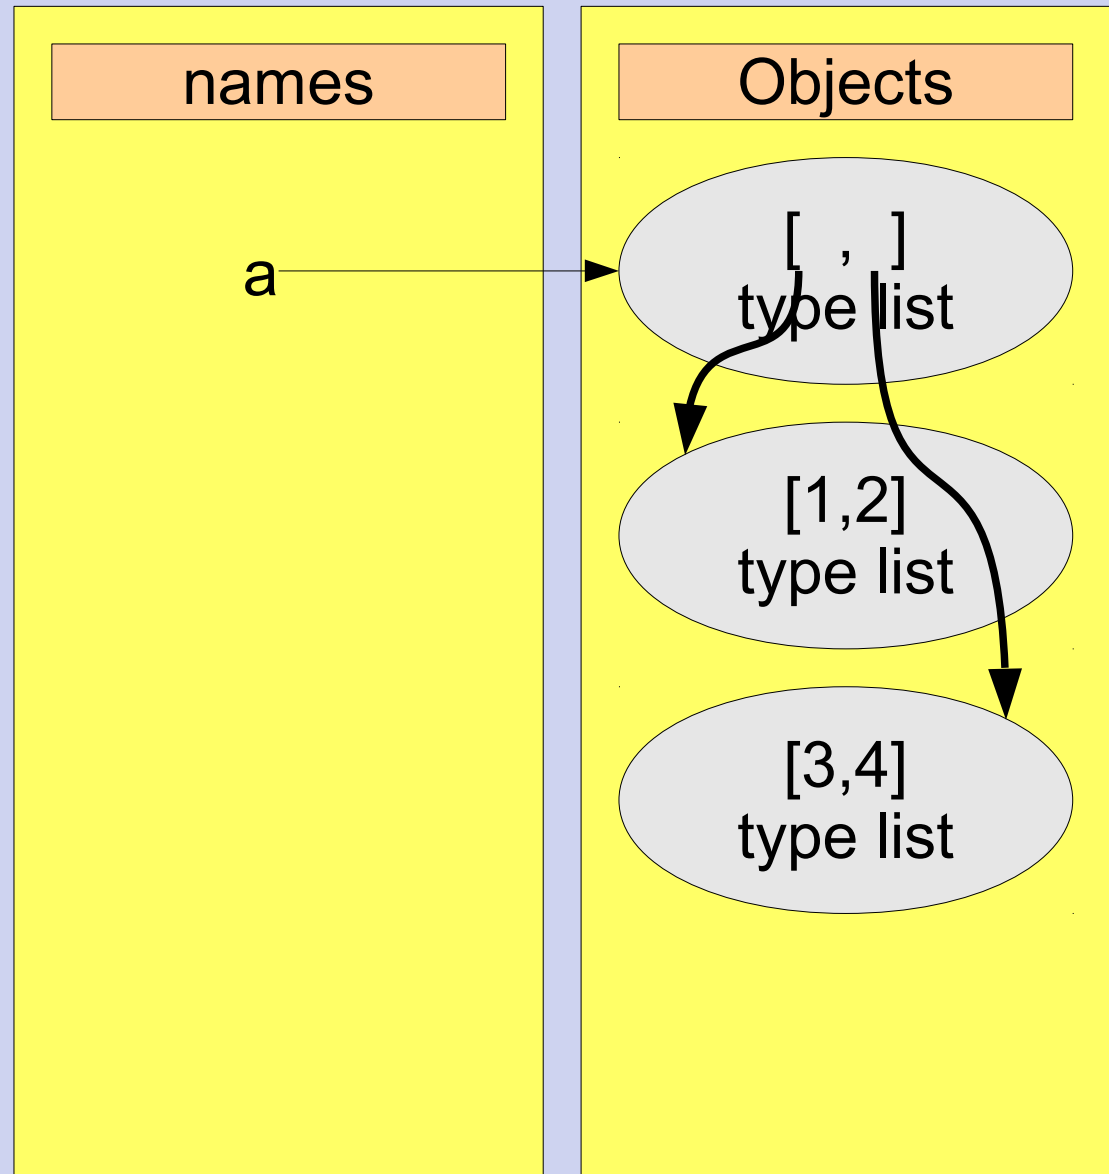 names
Objects
a
[ , ]
type list
[1,2]
type list
[3,4]
type list